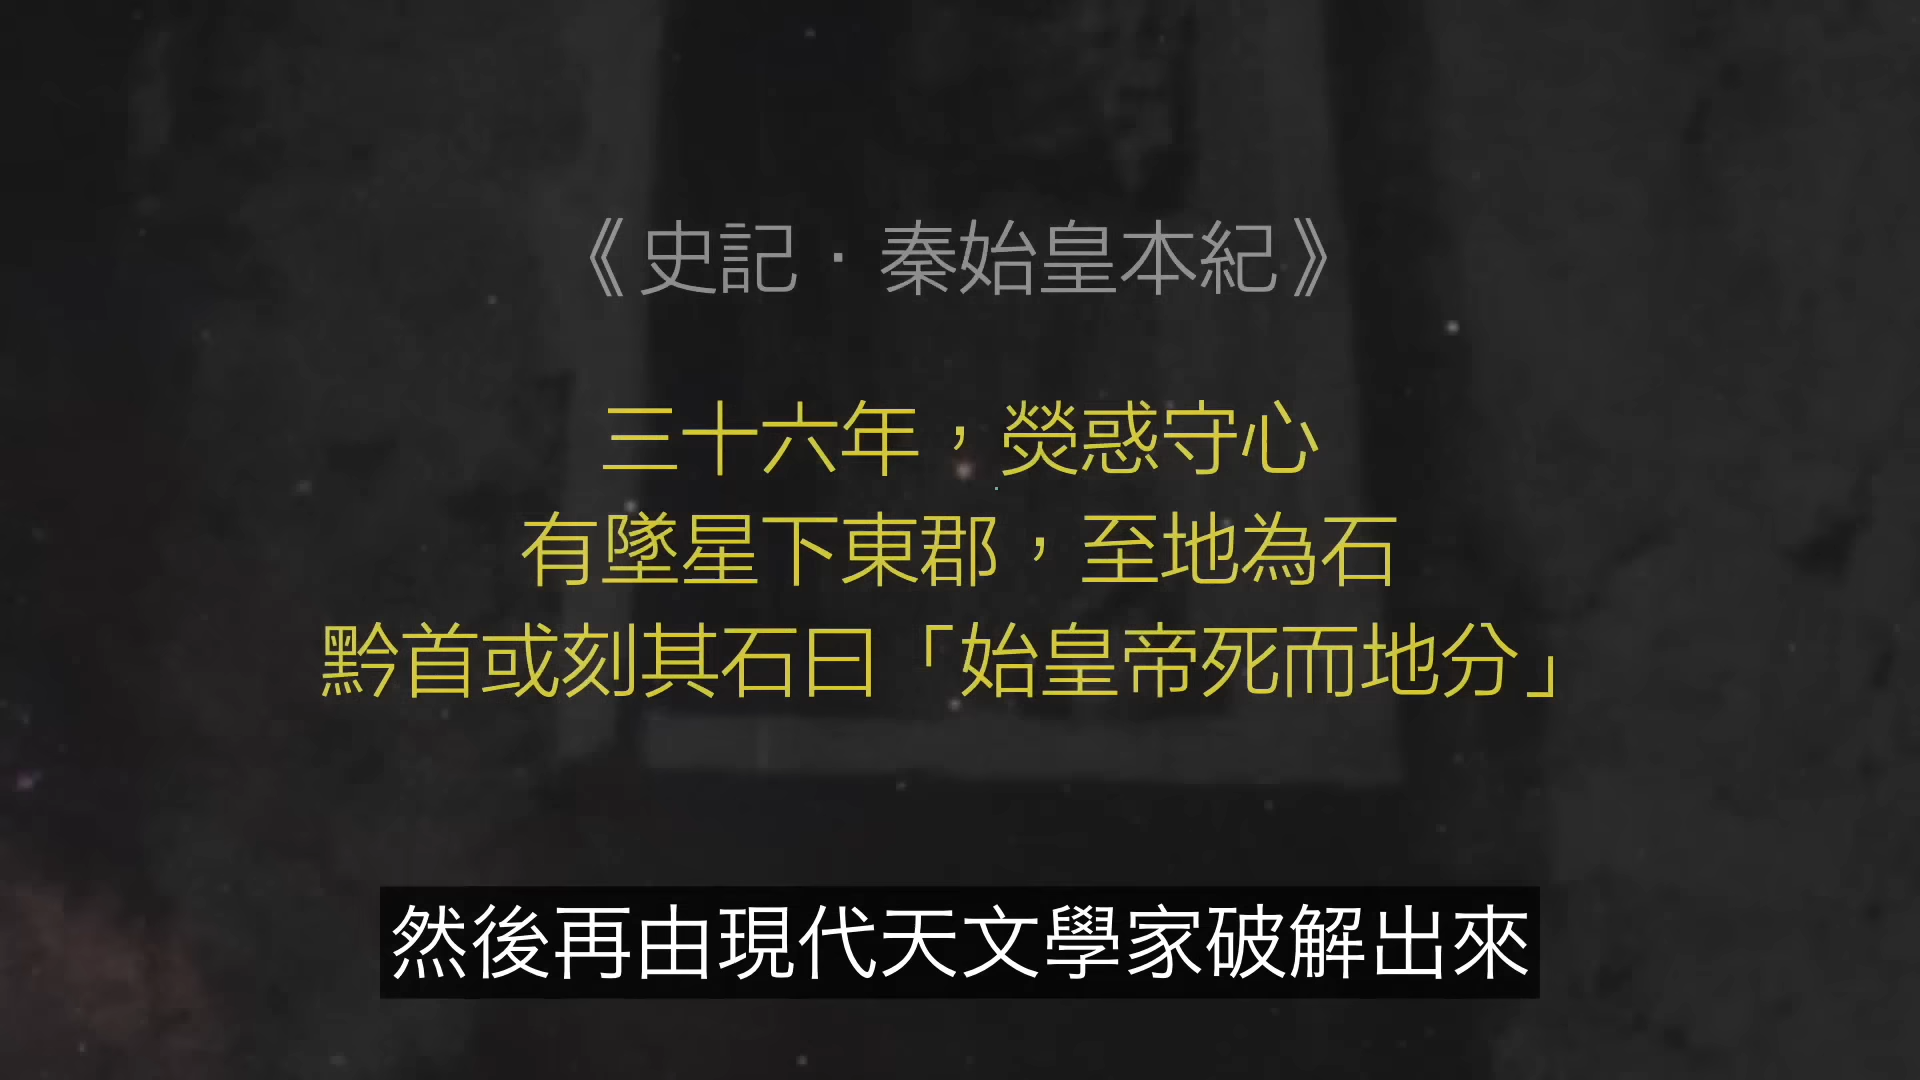 《史記·秦始皇本紀》
三十六年，熒惑守心
有墜星下東郡，至地為石
黔首或刻其石曰「始皇帝死而地分」
然後再由現代天文學家破解出來